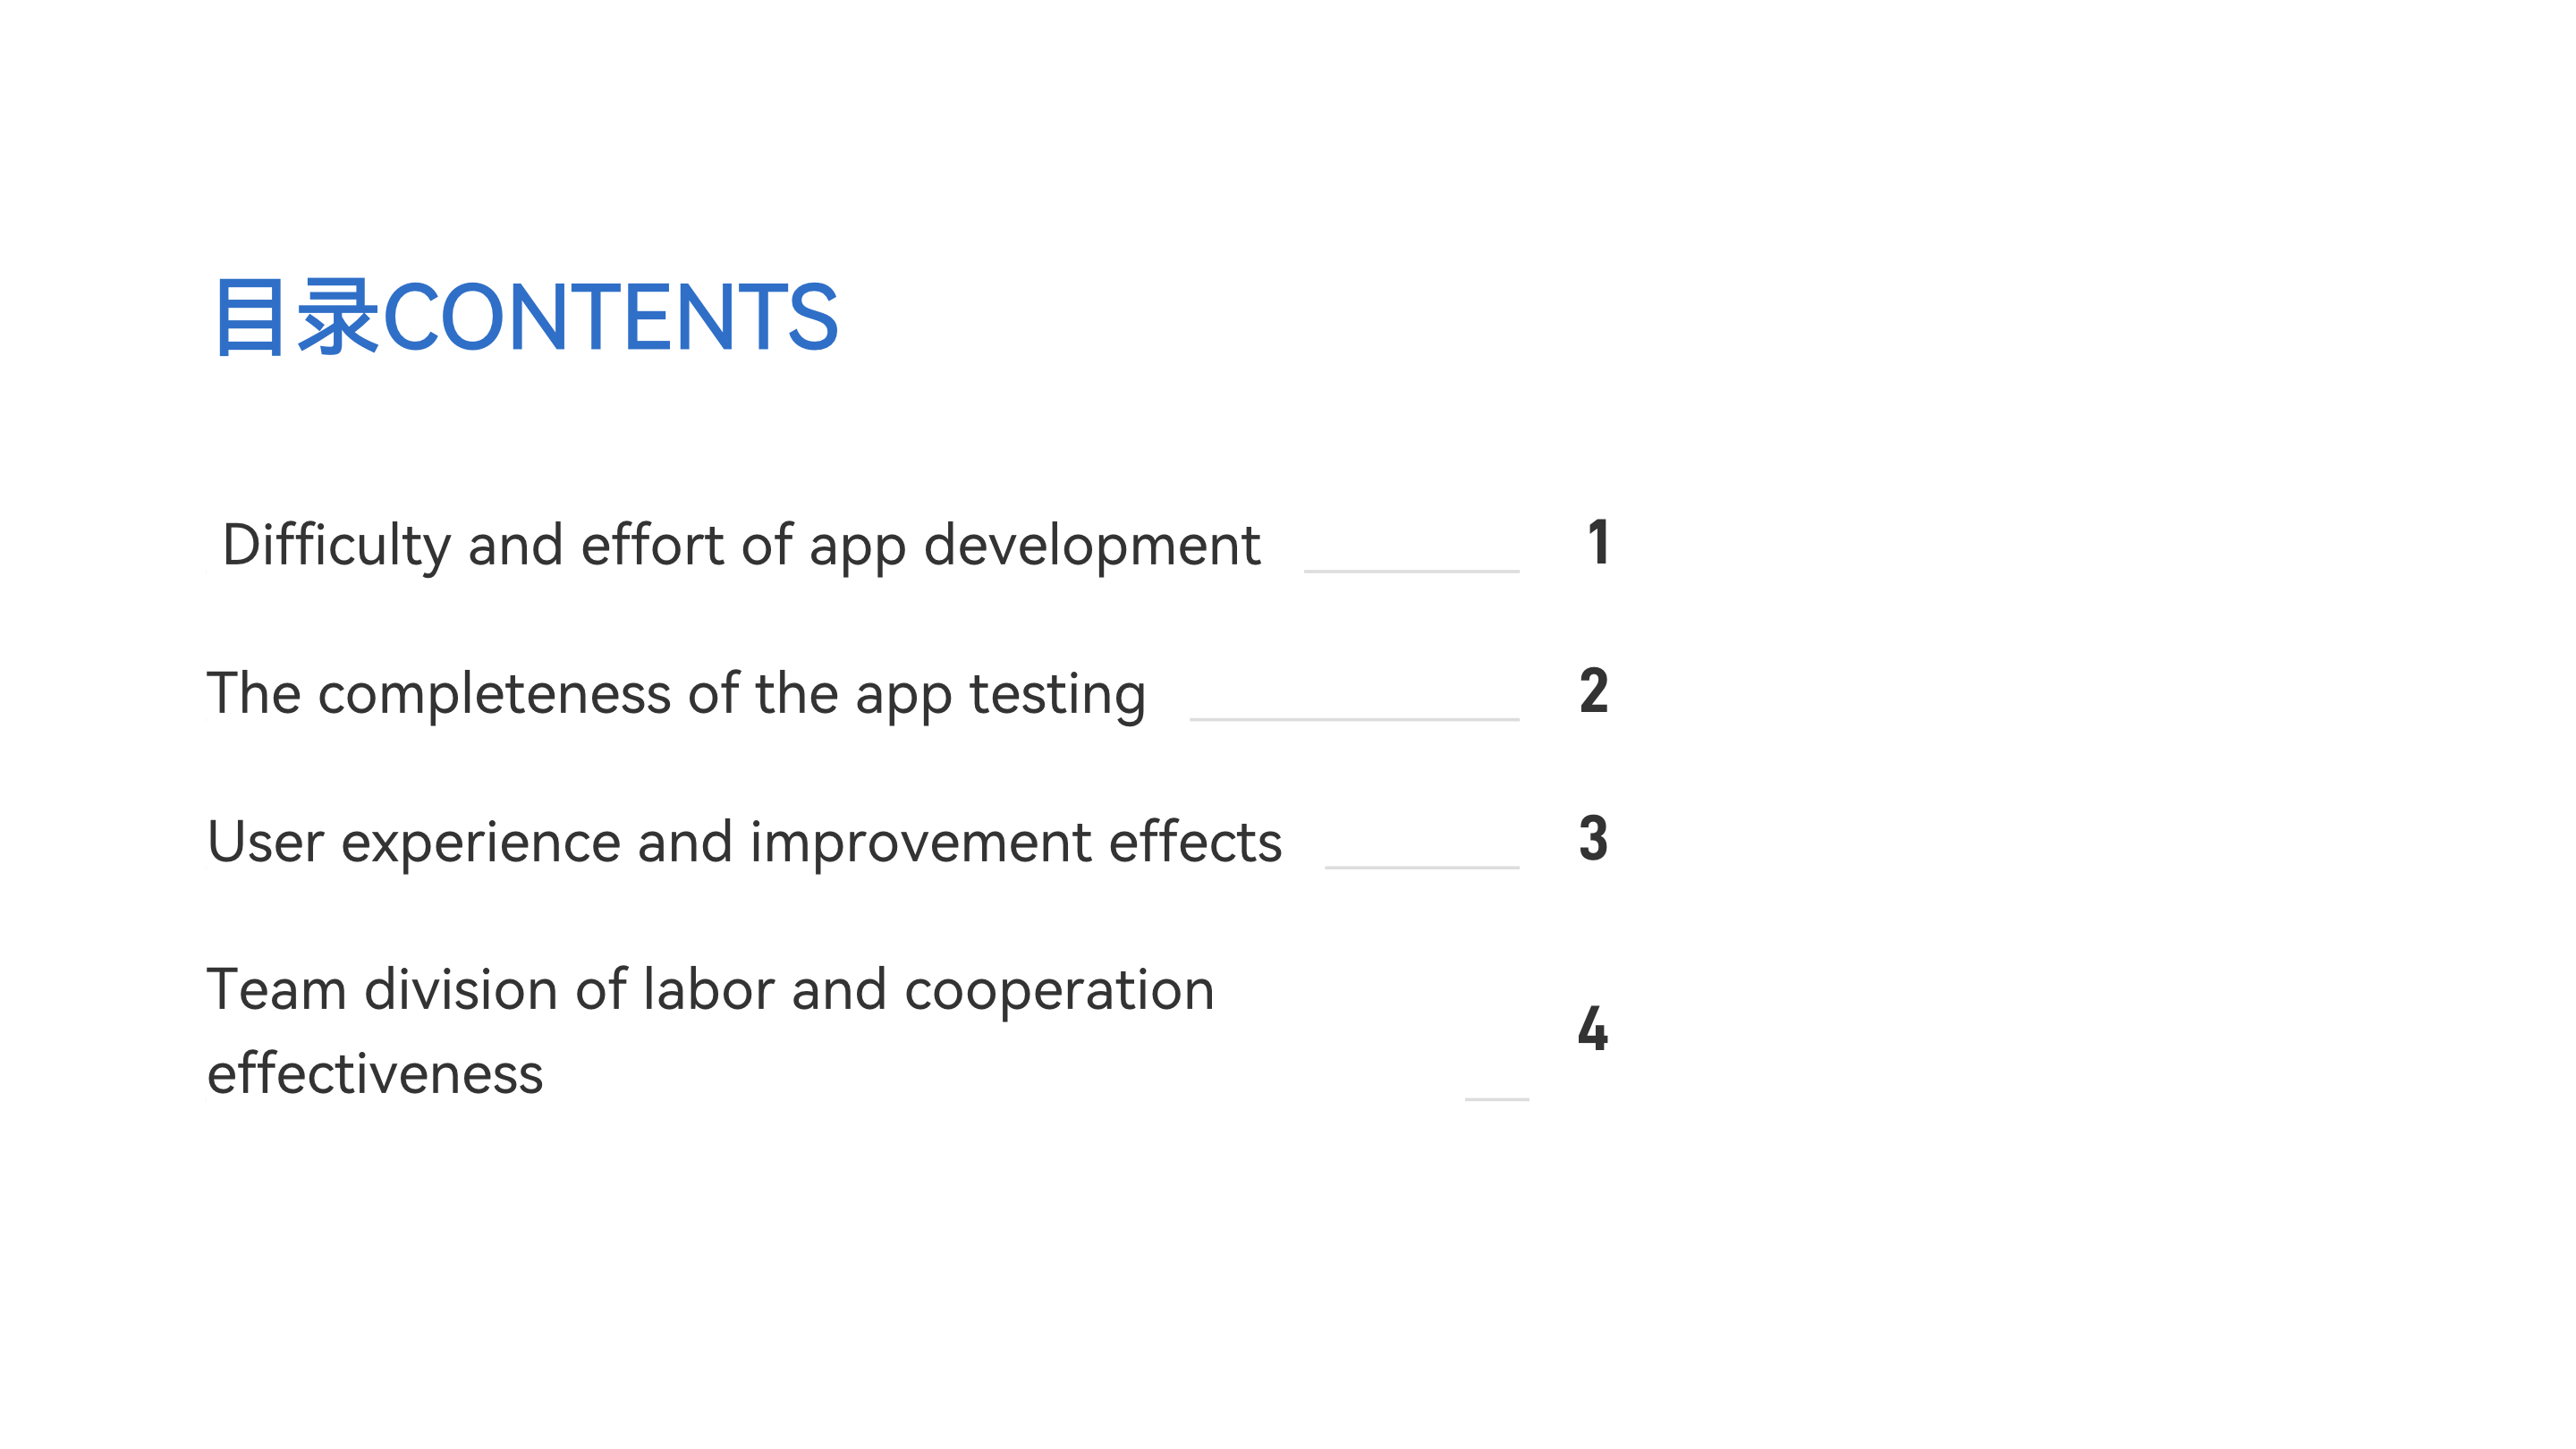 目录CONTENTS
Difficulty and effort of app development 1
The completeness of the app testing 2
User experience and improvement effects 3
Team division of labor and cooperation
effectiveness 4